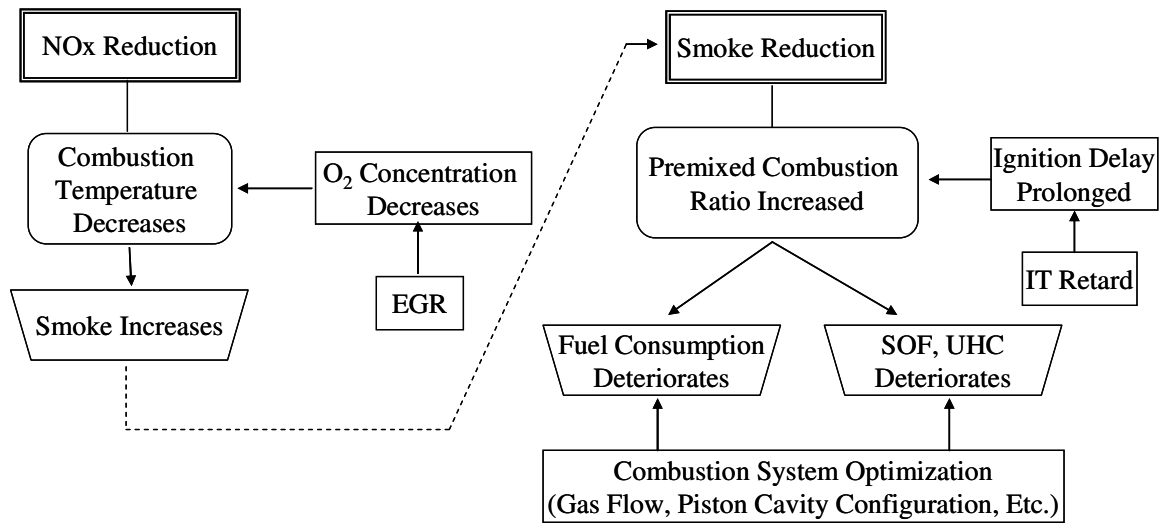 NOx Reduction
Combustion
Temperature
Decreases
O₂ Concentration
Decreases
EGR
Smoke Increases
Smoke Reduction
Premixed Combustion
Ratio Increased
Ignition Delay
Prolonged
IT Retard
Fuel Consumption
Deteriorates
SOF, UHC
Deteriorates
Combustion System Optimization
(Gas Flow, Piston Cavity Configuration, Etc.)